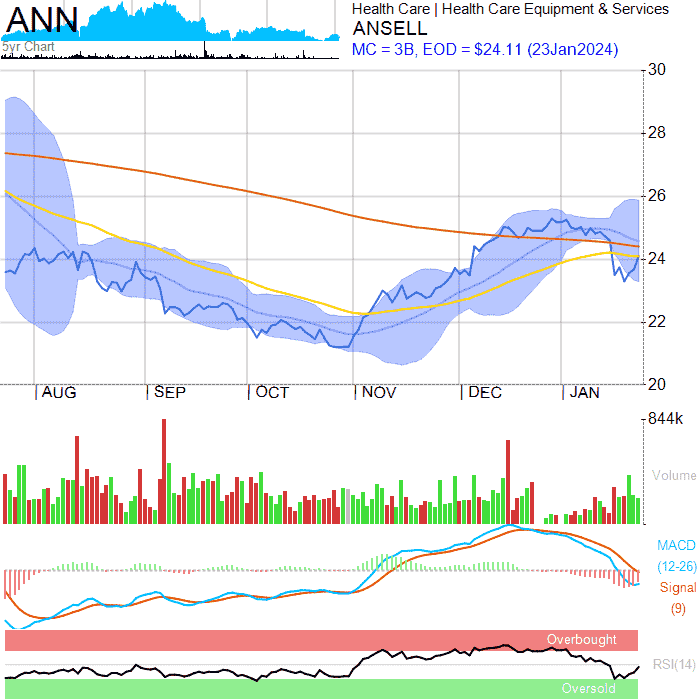 ANN
5yr Chart
Health Care | Health Care Equipment & Services
ANSELL
MC = 3B, EOD = $24.11 (23Jan2024)
30
28
26
24
22
20
AUG SEP OCT NOV DEC JAN
844k
Volume
MACD
(12-26)
Signal
(9)
Overbought
RSI(14)
Oversold